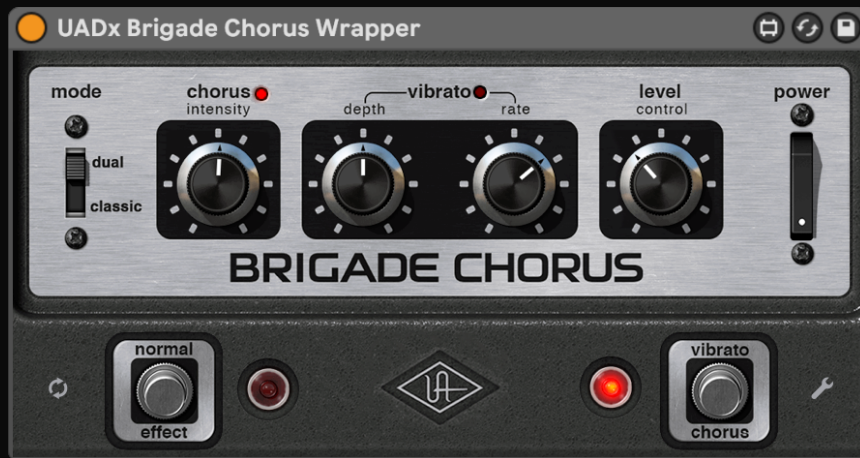 UADx Brigade Chorus Wrapper
mode
chorus
vibrato
level
power
intensity
depth
rate
control
dual
classic
BRIGADE CHORUS
normal
effect
UA
vibrato
chorus